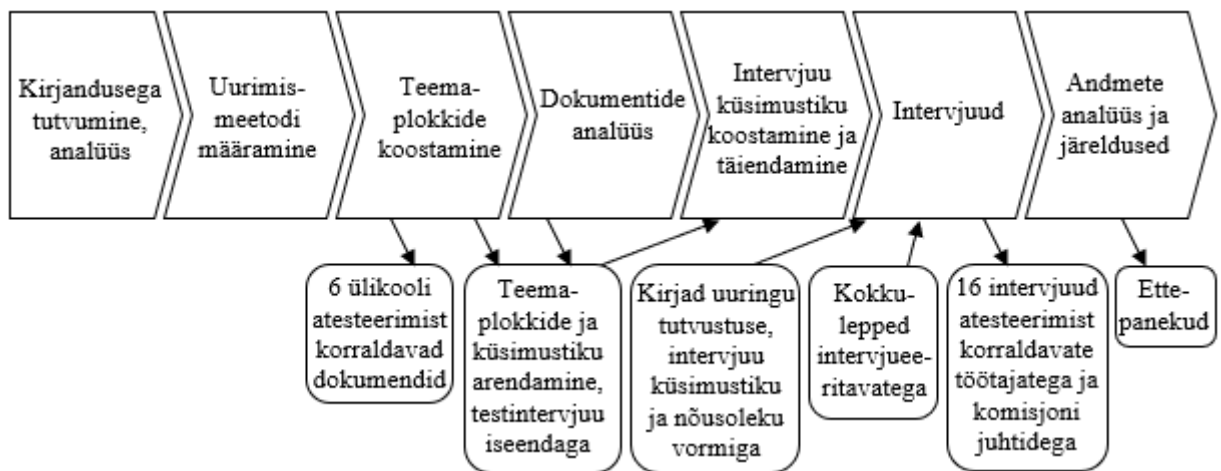 Kirjandusega
tutvumine,
analüüs
Uurimis-
meetodi
määramine
Teema-
plokkide
koostamine
Dokumentide
analüüs
Intervjuu
küsimustiku
koostamine ja
täiendamine
Intervjuud
Andmete
analüüs ja
järeldused
6 ülikooli
atesteerimist
korraldavad
dokumendid
Teema-
plokkide ja
küsimustiku
arendamine,
testintervjuu
iseendaga
Kirjad uuringu
tutvustuse,
intervjuu
küsimustiku
ja nõusoleku
vormiga
Kokku-
lepped
intervjuee-
ritavatega
16 intervjuud
atesteerimist
korraldavate
töötajatega ja
komisjoni
juhtidega
Ette-
panekud